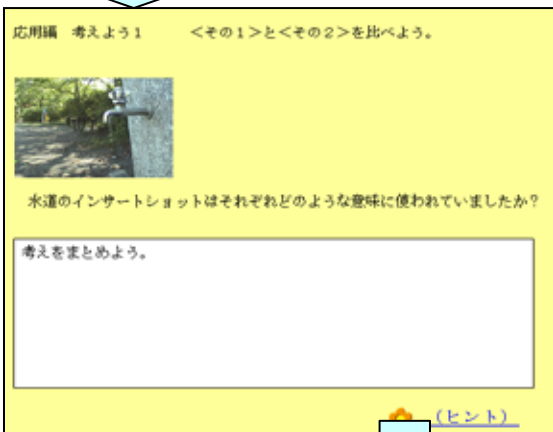 応用編　考えよう１　　＜その１＞と＜その２＞を比べよう。
水道のインサートショットはそれぞれどのような意味に使われていましたか？
考えをまとめよう。
（ヒント）